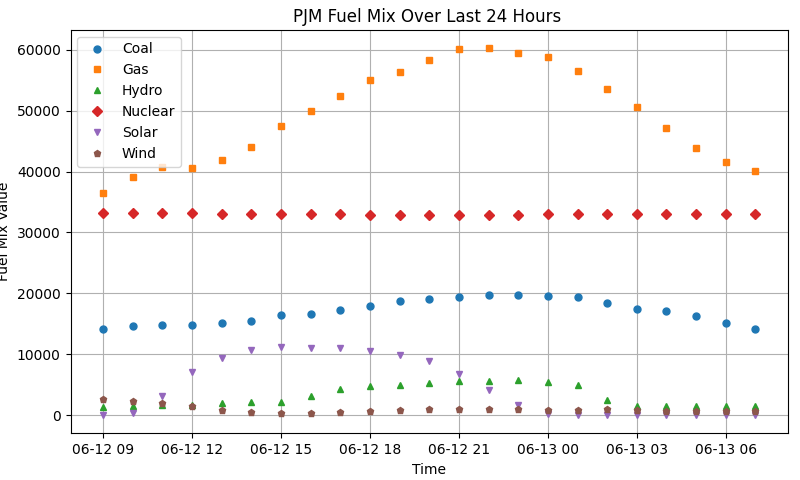 PJM Fuel Mix Over Last 24 Hours
Coal
Gas
Hydro
Nuclear
Solar
Wind
60000
50000
40000
30000
20000
10000
0
Fuel Mix Value
06-12 09 06-12 12 06-12 15 06-12 18 06-12 21 06-13 00 06-13 03 06-13 06
Time